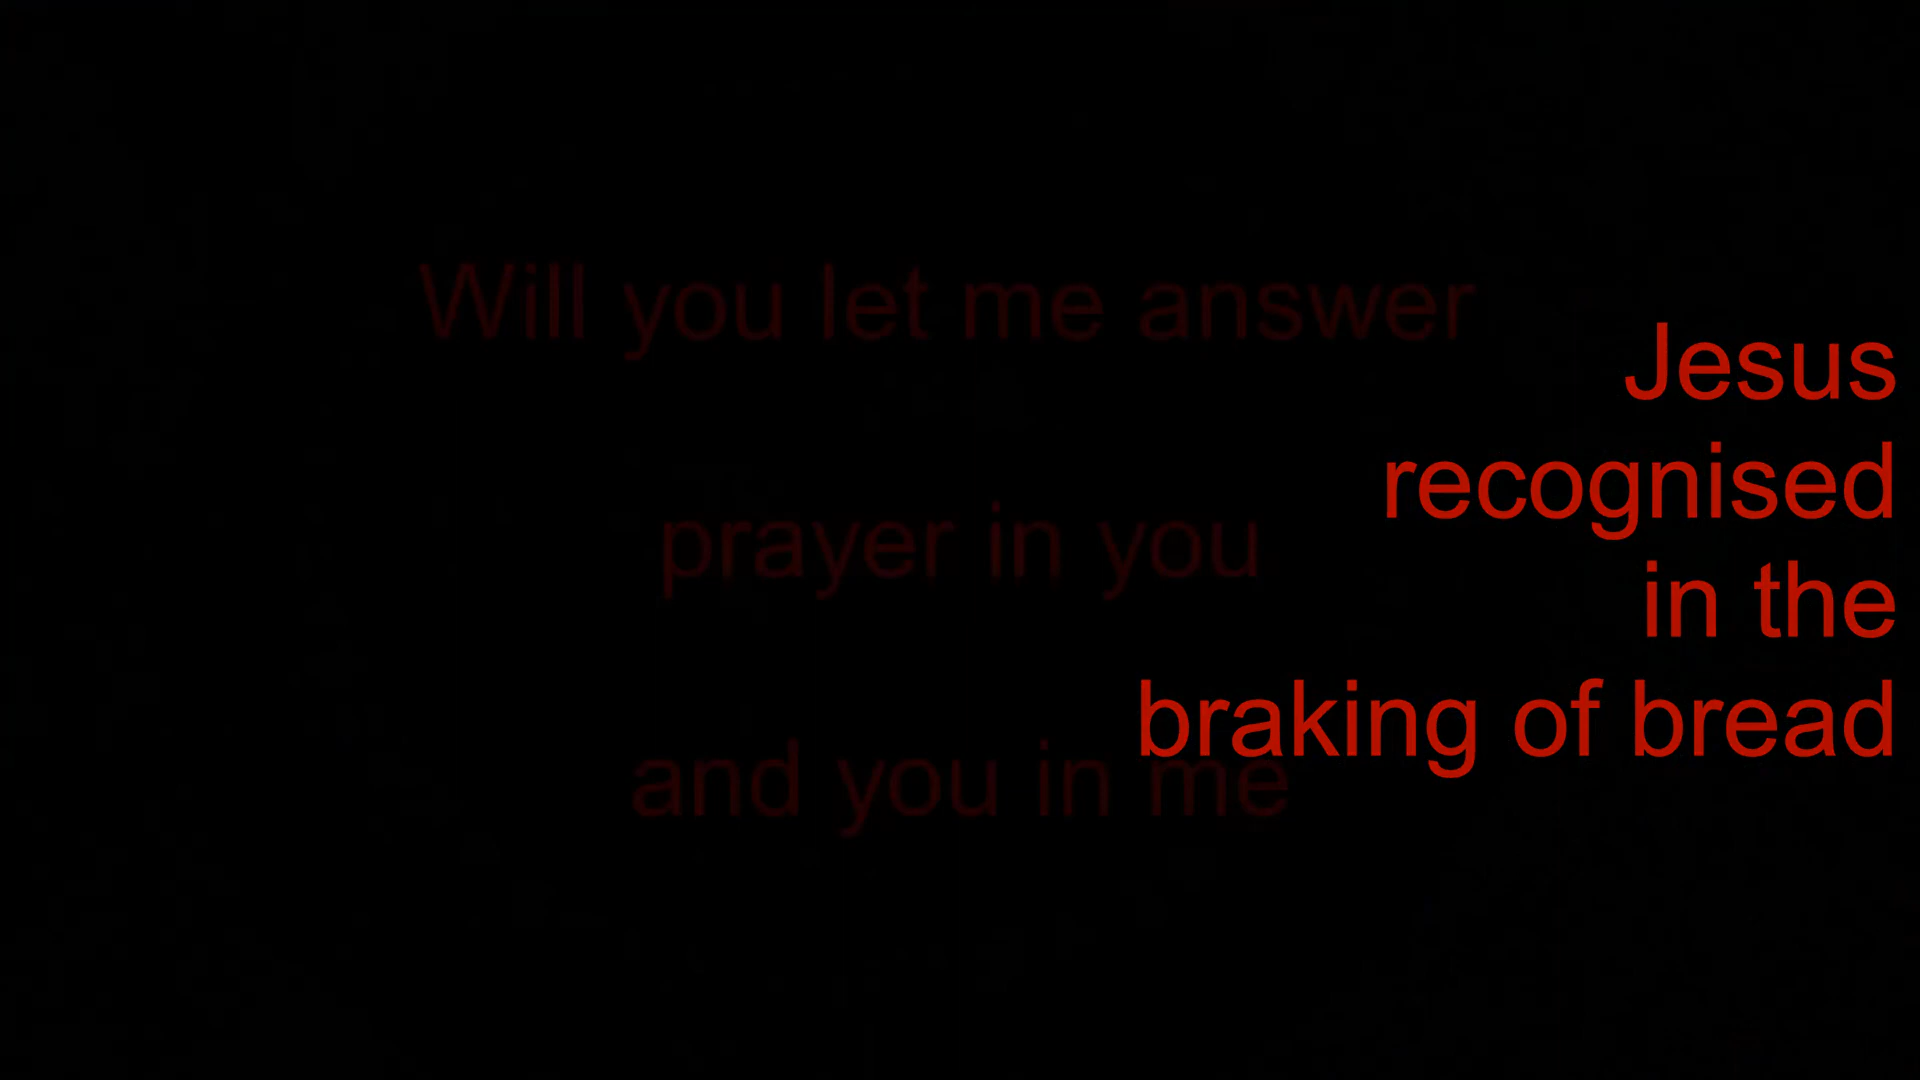 Will you let me answer
prayer in you
and you in me
Jesus
recognised
in the
braking of bread